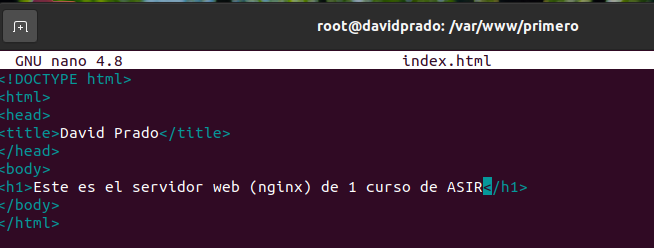 root@davidprado: /var/www/primero
GNU nano 4.8 index.html
<!DOCTYPE html>
<html>
<head>
<title>David Prado</title>
</head>
<body>
<h1>Este es el servidor web (nginx) de 1 curso de ASIR</h1>
</body>
</html>